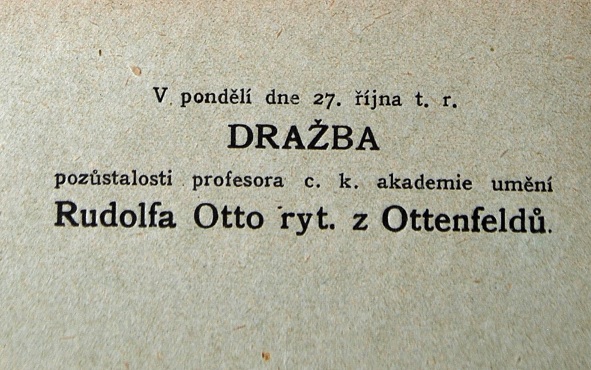 V pondělí dne 27. října t. r.
DRAŽBA
pozůstalosti profesora c. k. akademie umění
Rudolfa Otto ryt. z Ottenfeldů.